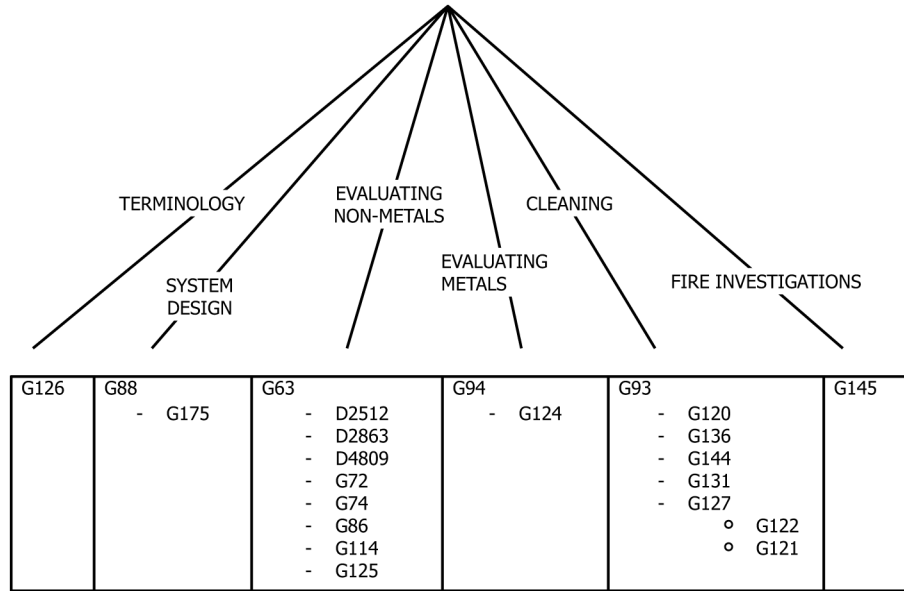 TERMINOLOGY
SYSTEM
DESIGN
EVALUATING
NON-METALS
EVALUATING
METALS
CLEANING
FIRE INVESTIGATIONS
G126
G88
- G175
G63
- D2512
- D2863
- D4809
- G72
- G74
- G86
- G114
- G125
G94
- G124
G93
- G120
- G136
- G144
- G131
- G127
o G122
o G121
G145